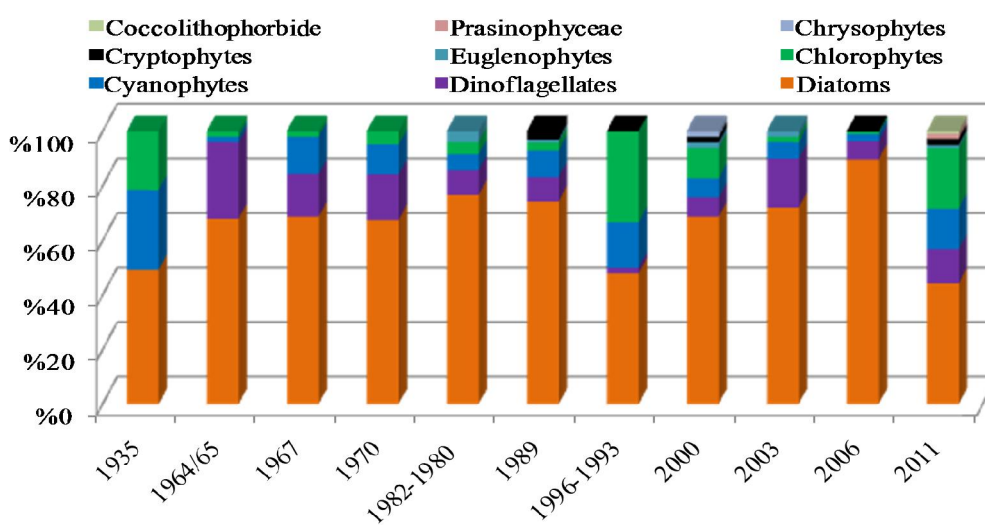 Coccolithophorbide Prasinophyceae Chrysophytes
Cryptophytes Euglenophytes Chlorophytes
Cyanophytes Dinoflagellates Diatoms
%100
%80
%60
%40
%20
%0
1935 1964/65 1967 1970 1982-1980 1989 1996-1993 2000 2003 2006 2011